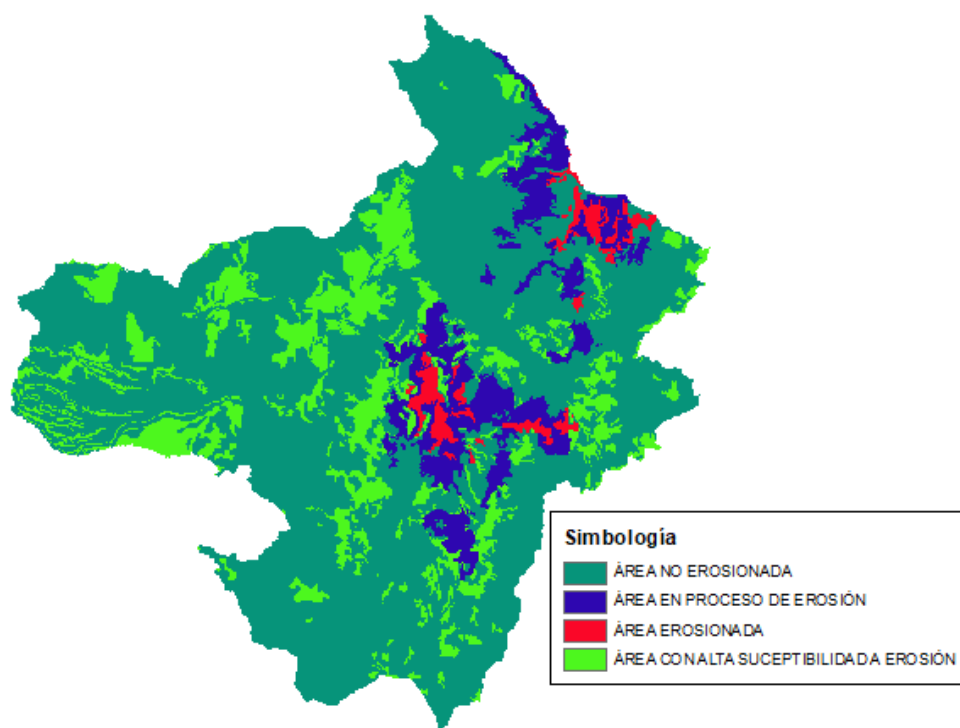 Simbología
ÁREA NO EROSIONADA
ÁREA EN PROCESO DE EROSIÓN
ÁREA EROSIONADA
ÁREA CON ALTA SUCEPTIBILIDAD A EROSIÓN